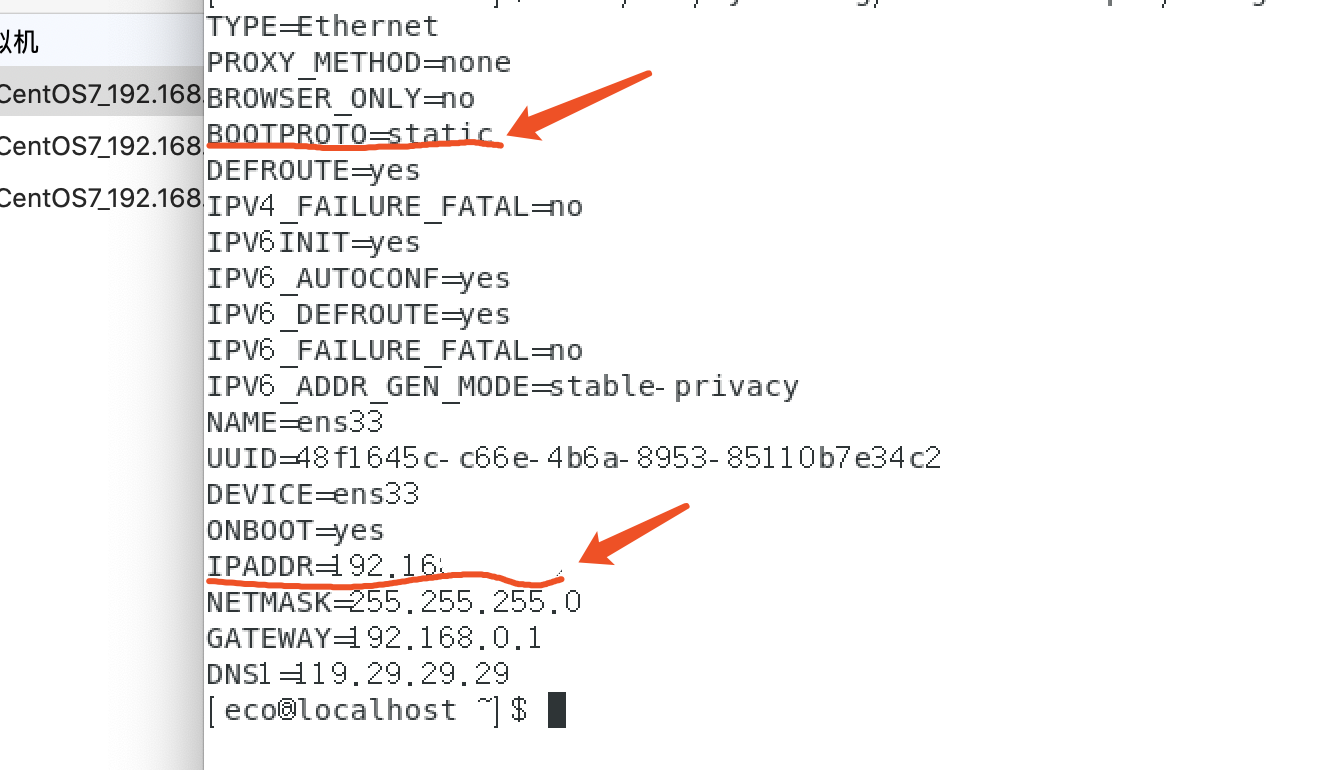 拟机
CentOS7_192.168.
CentOS7_192.168.
CentOS7_192.168.
TYPE=Ethernet
PROXY_METHOD=none
BROWSER_ONLY=no
BOOTPROTO=static
DEFROUTE=yes
IPV4_FAILURE_FATAL=no
IPV6INIT=yes
IPV6_AUTOCONF=yes
IPV6_DEFROUTE=yes
IPV6_FAILURE_FATAL=no
IPV6_ADDR_GEN_MODE=stable-privacy
NAME=ens33
UUID=48f1645c-c66e-4b6a-8953-85110b7e34c2
DEVICE=ens33
ONBOOT=yes
IPADDR=192.16
NETMASK=255.255.255.0
GATEWAY=192.168.0.1
DNS1=119.29.29.29
[eco@localhost ~]$